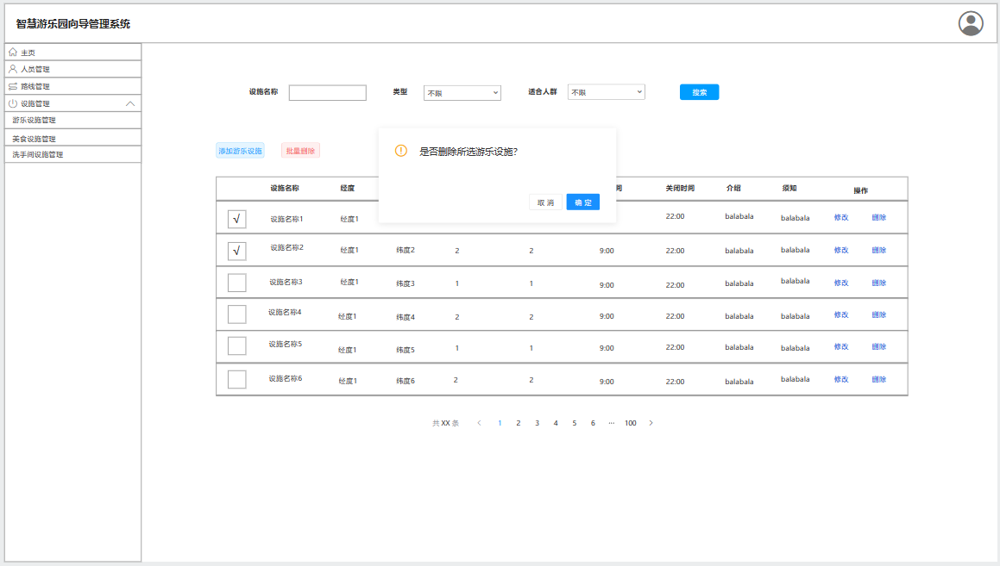 智慧游乐园向导管理系统
主页
人员管理
路线管理
设施管理
游乐设施管理
美食设施管理
洗手间设施管理
设施名称 类型 不限 适合人群 不限 搜索
添加游乐设施 批量删除
是否删除所选游乐设施?
取 消 确 定
设施名称 经度 间 关闭时间 介绍 须知 操作
√ 设施名称1 经度1 22:00 balabala balabala 修改 删除
√ 设施名称2 经度1 纬度2 2 2 9:00 22:00 balabala balabala 修改 删除
设施名称3 经度1 纬度3 1 1 9:00 22:00 balabala balabala 修改 删除
设施名称4 经度1 纬度4 2 2 9:00 22:00 balabala balabala 修改 删除
设施名称5 经度1 纬度5 1 1 9:00 22:00 balabala balabala 修改 删除
设施名称6 经度1 纬度6 2 2 9:00 22:00 balabala balabala 修改 删除
共 XX 条 < 1 2 3 4 5 6 ··· 100 >